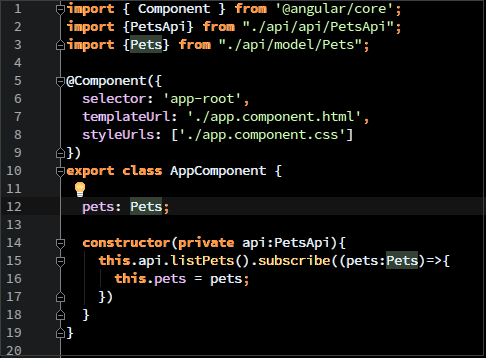 1 import { Component } from '@angular/core';
2 import {PetsApi} from "./api/api/PetsApi";
3 import {Pets} from "./api/model/Pets";
4
5 @Component({
6   selector: 'app-root',
7   templateUrl: './app.component.html',
8   styleUrls: ['./app.component.css']
9 })
10 export class AppComponent {
11
12   pets: Pets;
13
14   constructor(private api:PetsApi){
15     this.api.listPets().subscribe((pets:Pets)=>{
16       this.pets = pets;
17     })
18   }
19 }
20